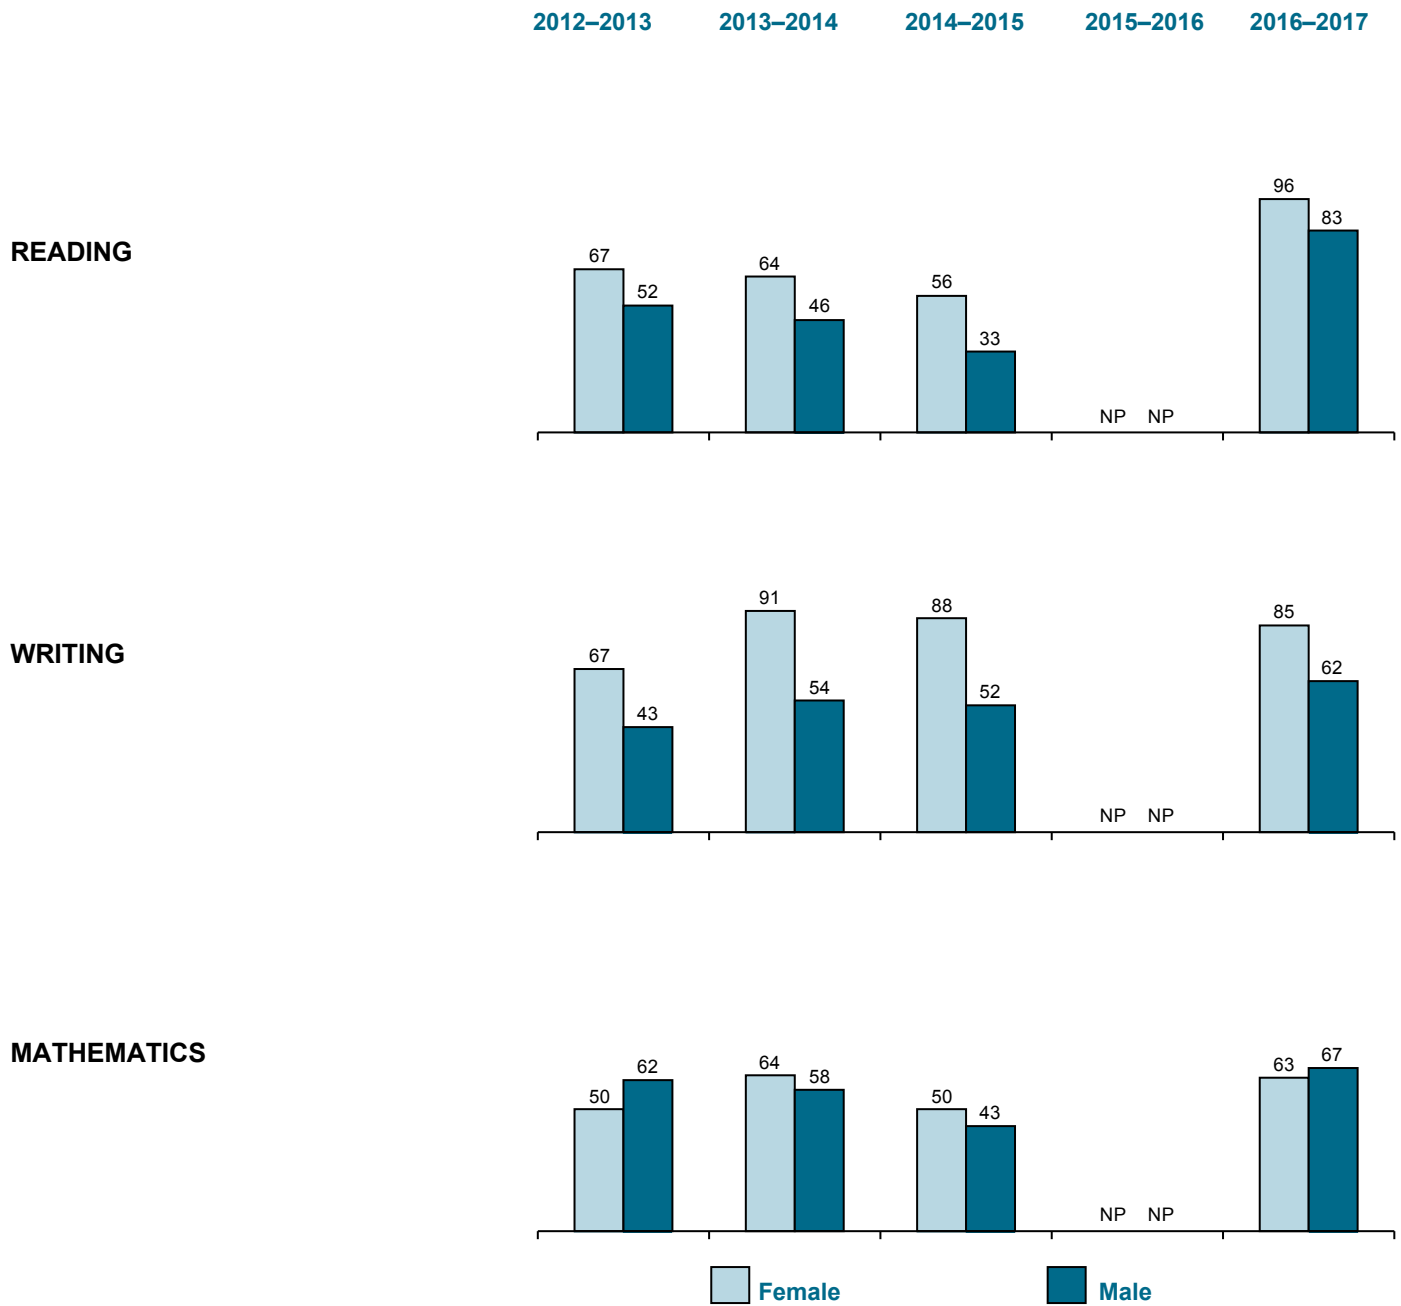 2012–2013 2013–2014 2014–2015 2015–2016 2016–2017
READING
67 52 64 46 56 33 NP NP 96 83
WRITING
67 43 91 54 88 52 NP NP 85 62
MATHEMATICS
50 62 64 58 50 43 NP NP 63 67
Female Male